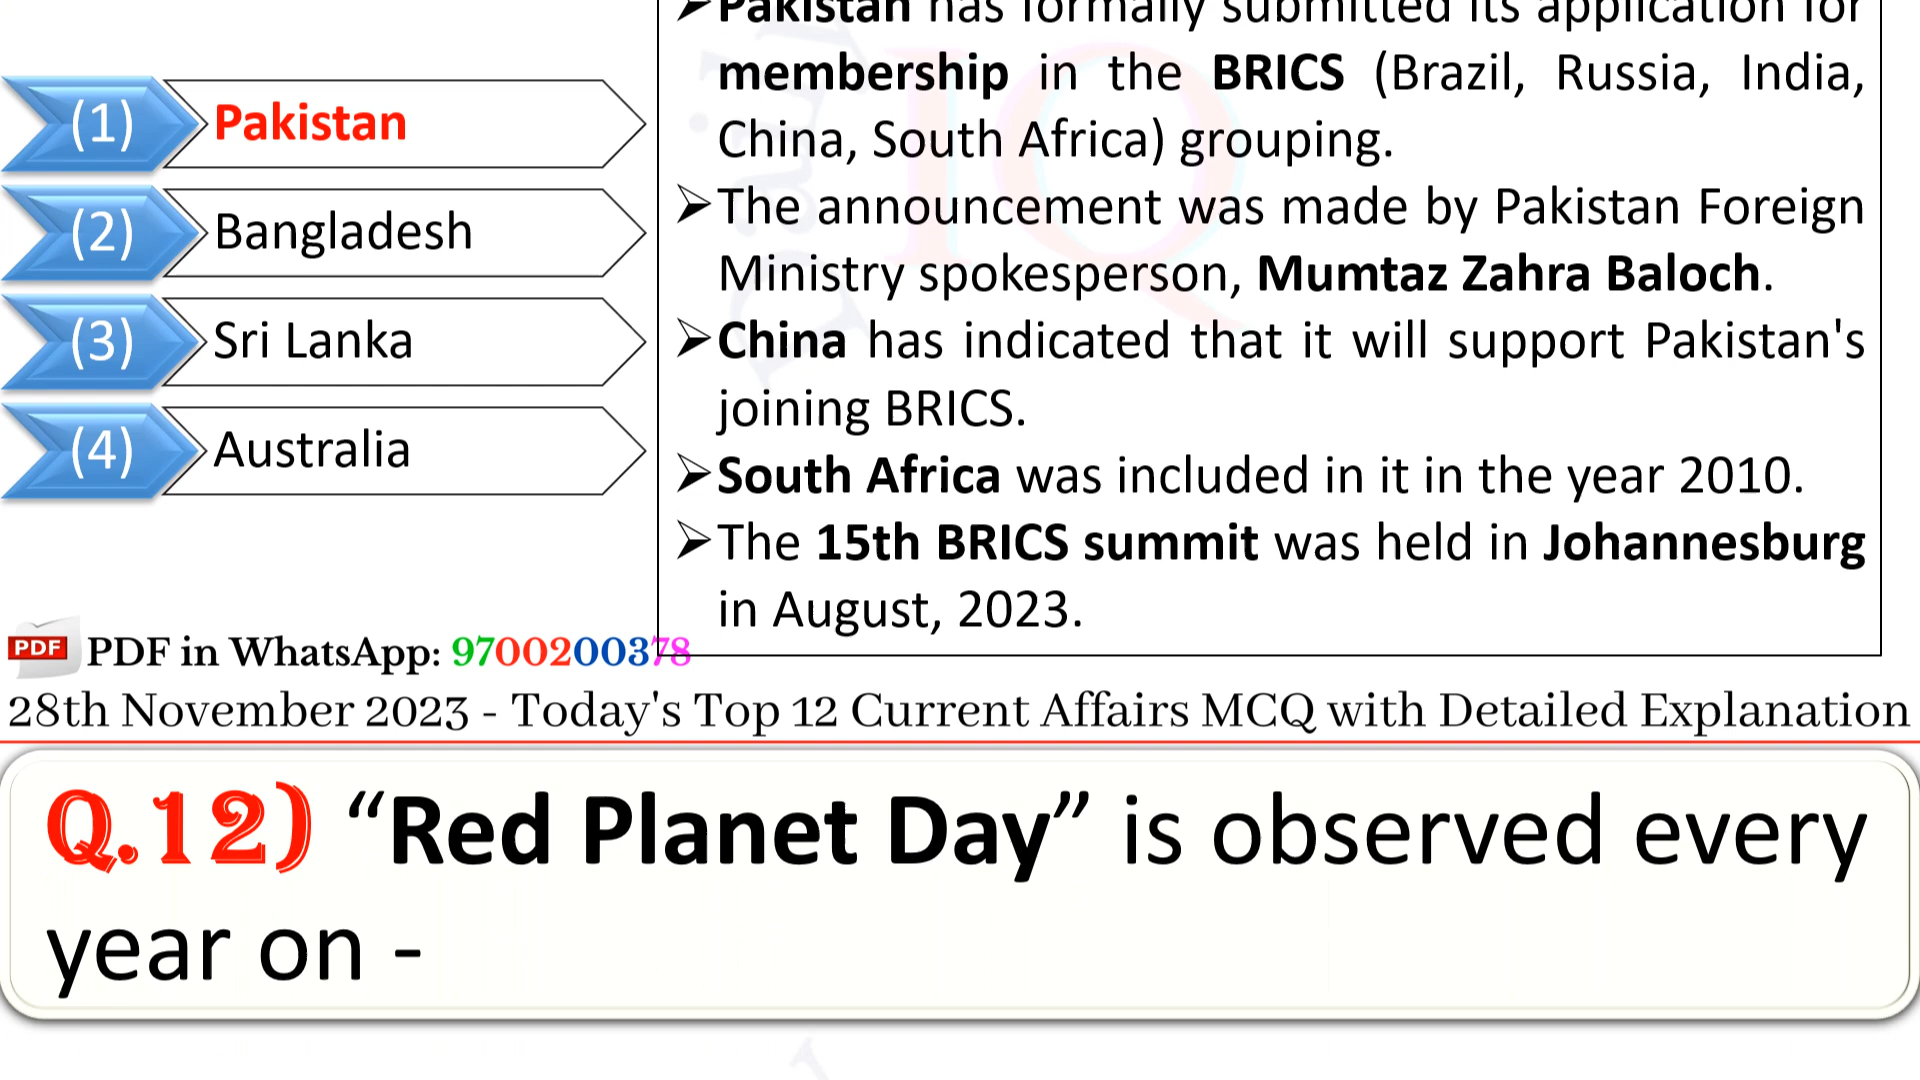 (1) Pakistan
(2) Bangladesh
(3) Sri Lanka
(4) Australia
➢Pakistan has formally submitted its application for
membership in the BRICS (Brazil, Russia, India,
China, South Africa) grouping.
➢The announcement was made by Pakistan Foreign
Ministry spokesperson, Mumtaz Zahra Baloch.
➢China has indicated that it will support Pakistan's
joining BRICS.
➢South Africa was included in it in the year 2010.
➢The 15th BRICS summit was held in Johannesburg
in August, 2023.
PDF PDF in WhatsApp: 9700200378
28th November 2023 - Today's Top 12 Current Affairs MCQ with Detailed Explanation
Q.12) “Red Planet Day” is observed every
year on -